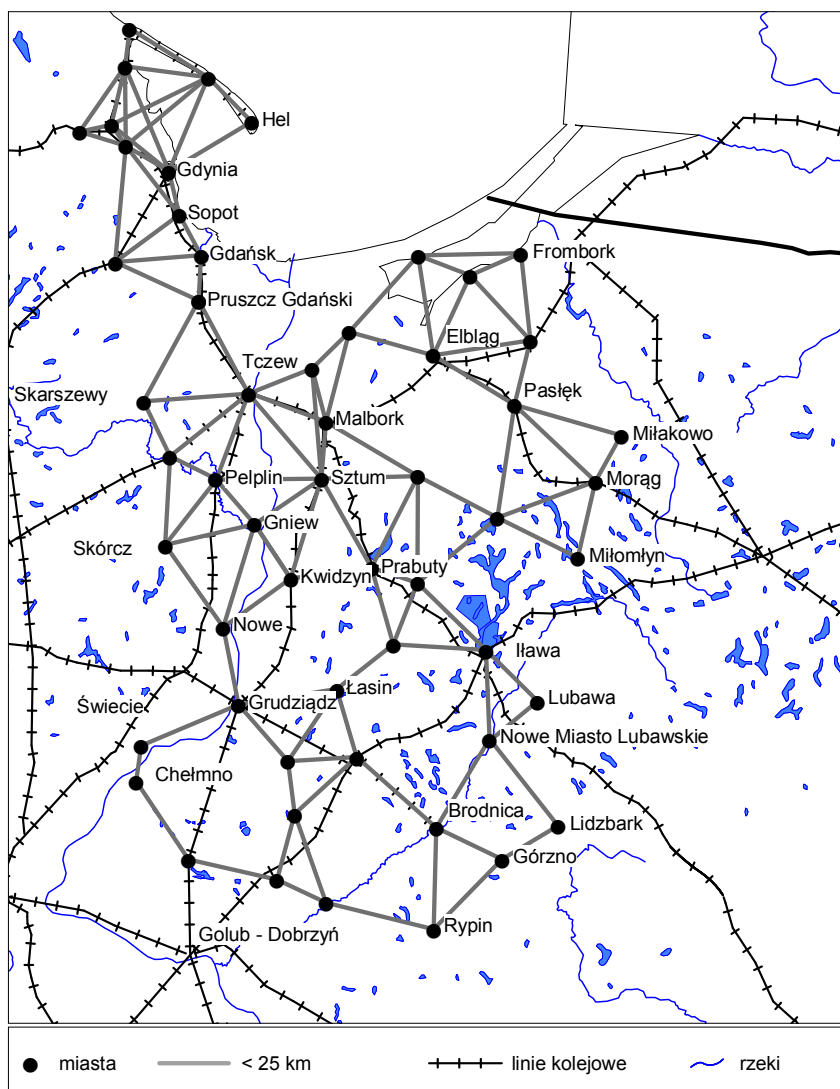 Hel
Gdynia
Sopot
Gdańsk
Frombork
Pruszcz Gdański
Elbląg
Tczew
Skarszewy
Pasłęk
Malbork
Miłakowo
Pelplin
Sztum
Morąg
Gniew
Skórcz
Miłomłyn
Prabuty
Kwidzyn
Nowe
Iława
Łasin
Lubawa
Świecie
Grudziądz
Nowe Miasto Lubawskie
Chełmno
Brodnica
Lidzbark
Górzno
Rypin
Golub - Dobrzyń
miasta < 25 km linie kolejowe rzeki